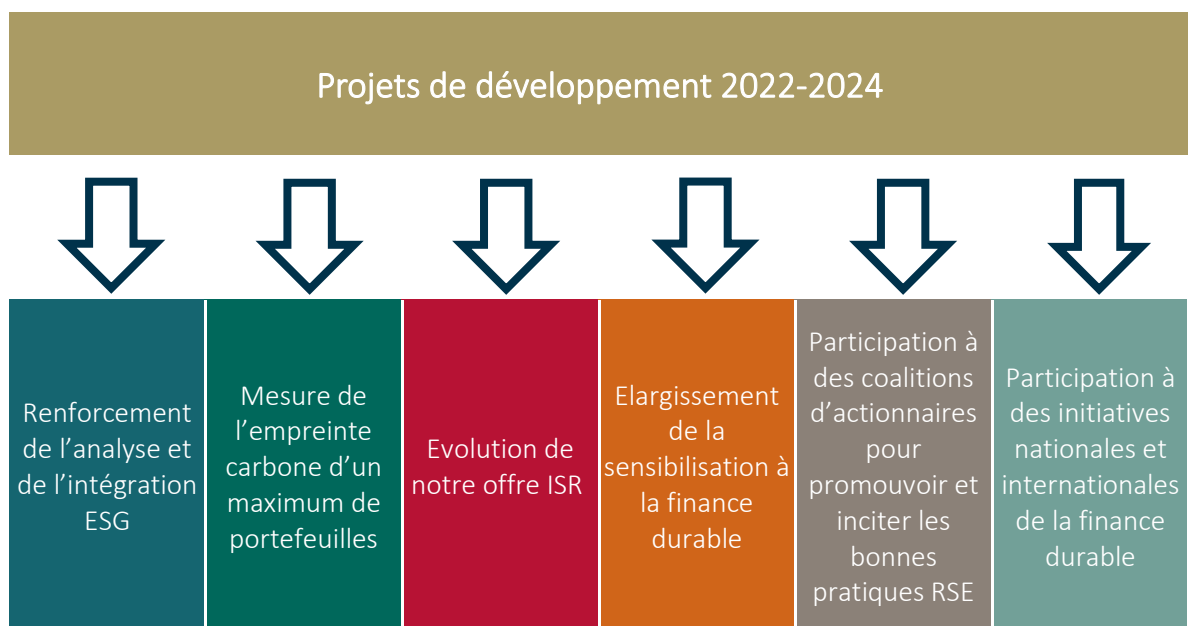 Projets de développement 2022-2024
Renforcement
de l’analyse et
de l’intégration
ESG
Mesure de
l’empreinte
carbone d’un
maximum de
portefeuilles
Evolution de
notre offre ISR
Elargissement
de la
sensibilisation à
la finance
durable
Participation à
des coalitions
d’actionnaires
pour
promouvoir et
inciter les
bonnes
pratiques RSE
Participation à
des initiatives
nationales et
internationales
de la finance
durable